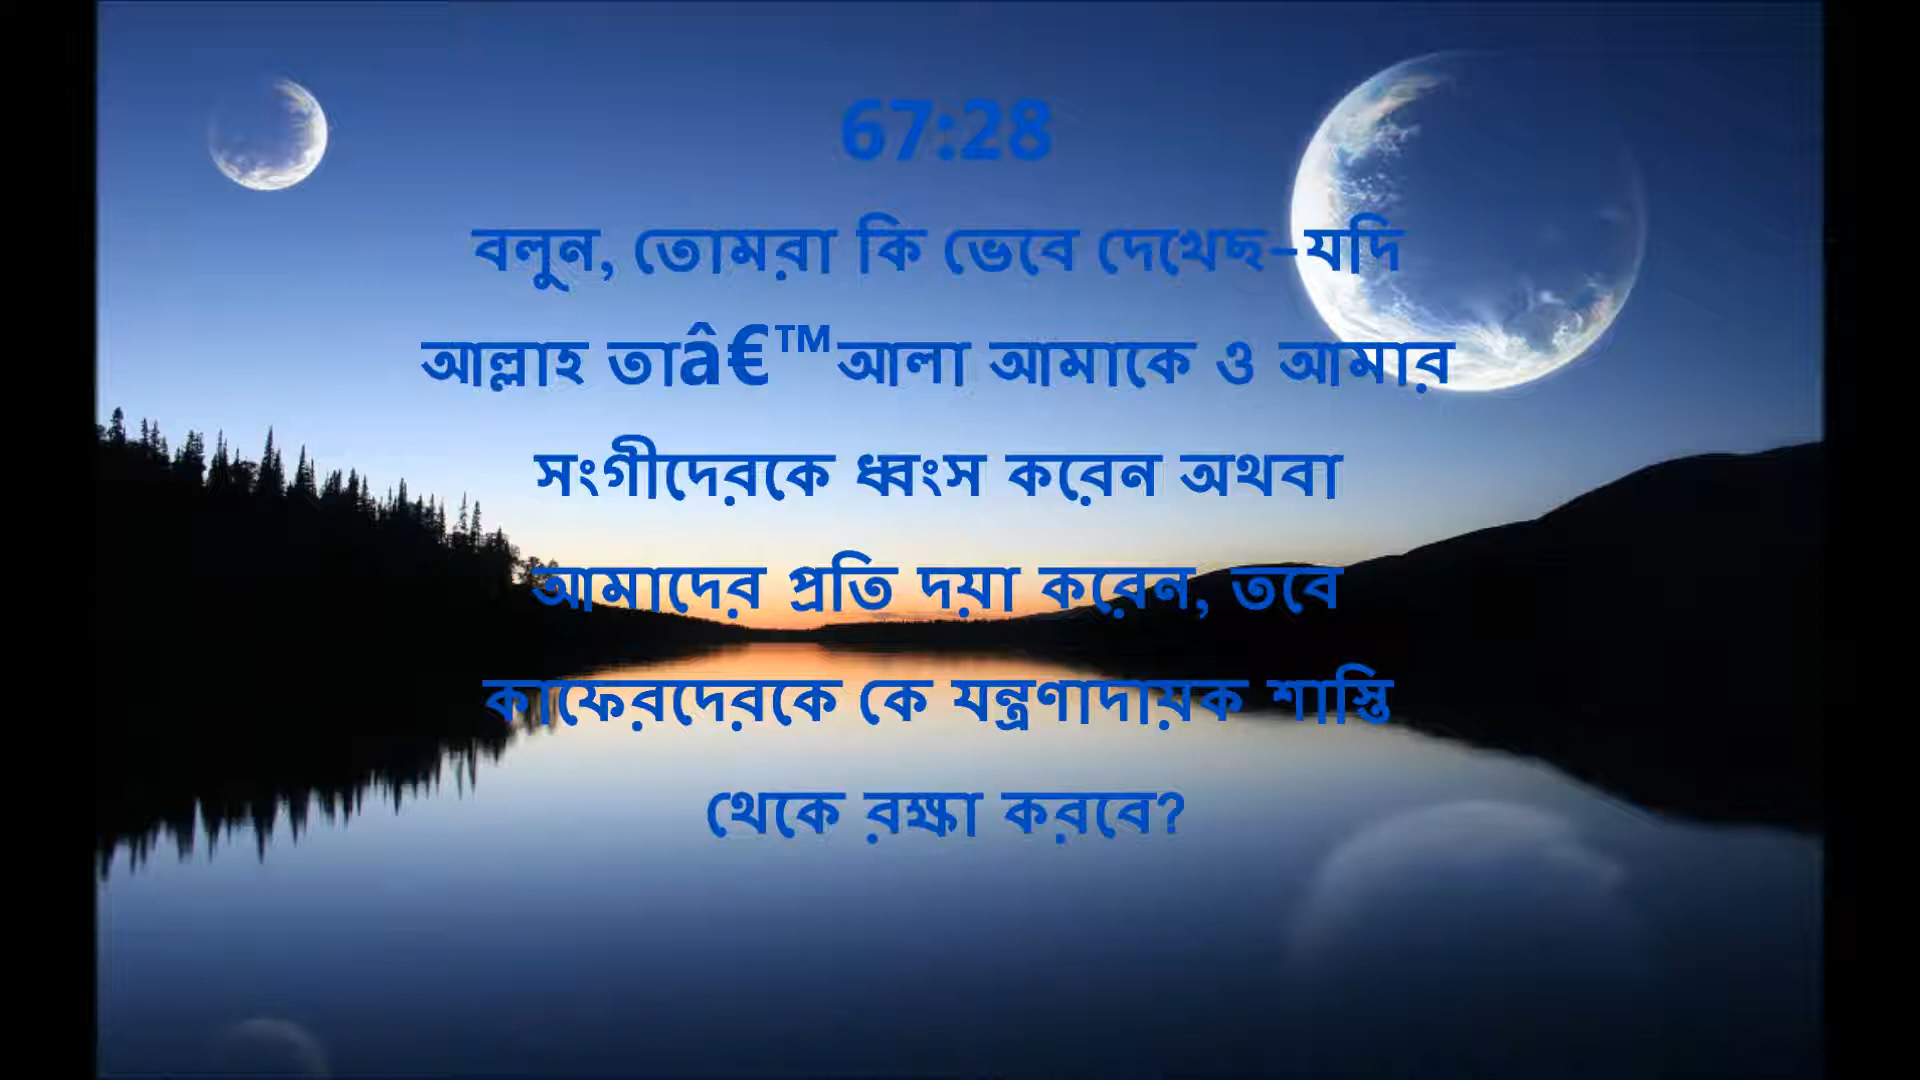 67:28
বলুন, তোমরা কি ভেবে দেখেছ–যদি
আল্লাহ তাâ€™আলা আমাকে ও আমার
সংগীদেরকে ধ্বংস করেন অথবা
আমাদের প্রতি দয়া করেন, তবে
কাফেরদেরকে কে যন্ত্রণাদায়ক শাস্তি
থেকে রক্ষা করবে?